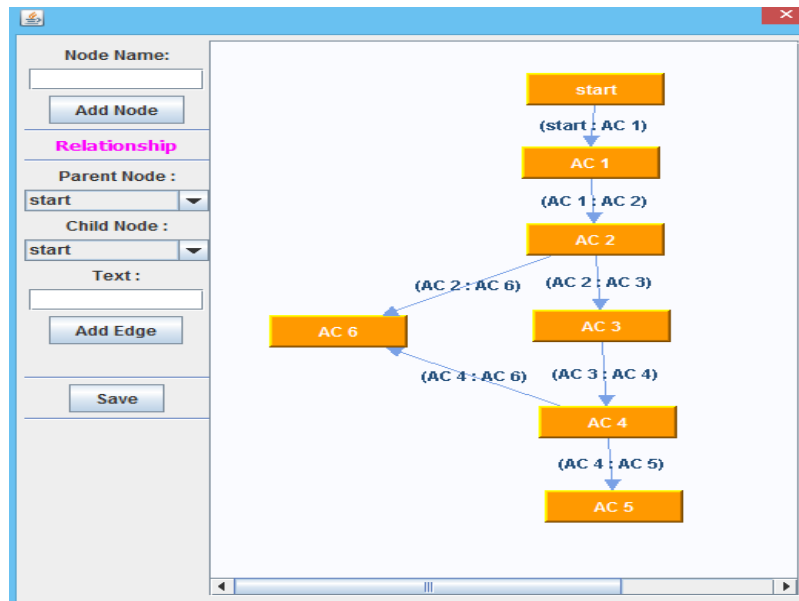 Node Name:
Add Node
Relationship
Parent Node :
start
Child Node :
start
Text :
Add Edge
Save
start
(start : AC 1)
AC 1
(AC 1 : AC 2)
AC 2
(AC 2 : AC 6)
(AC 2 : AC 3)
AC 6
AC 3
(AC 4 : AC 6)
(AC 3 : AC 4)
AC 4
(AC 4 : AC 5)
AC 5